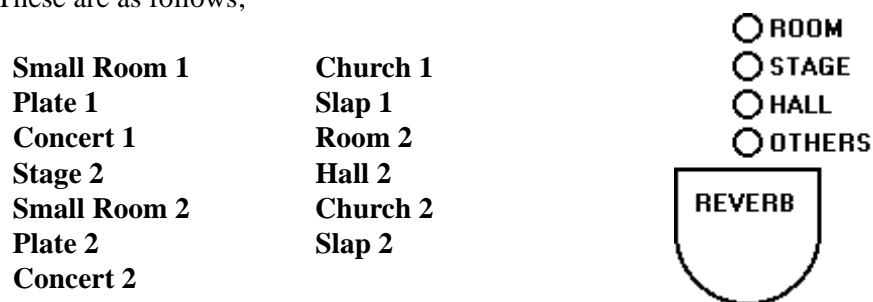 These are as follows,
Small Room 1
Plate 1
Concert 1
Stage 2
Small Room 2
Plate 2
Concert 2
Church 1
Slap 1
Room 2
Hall 2
Church 2
Slap 2
ROOM
STAGE
HALL
OTHERS
REVERB